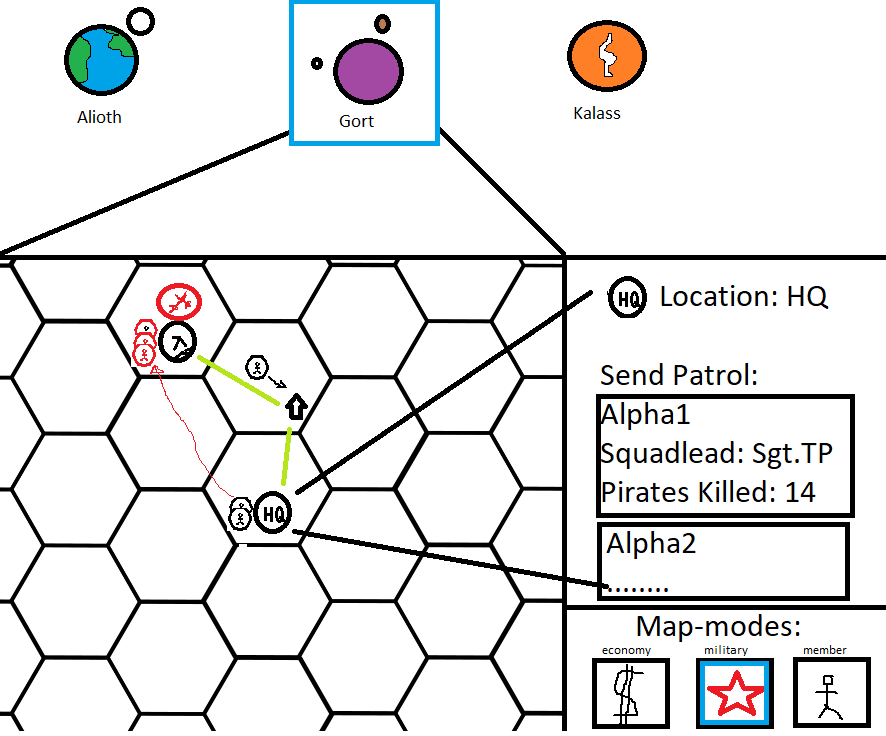 Alioth
Gort
Kalass
HQ Location: HQ
Send Patrol:
Alpha1
Squadlead: Sgt.TP
Pirates Killed: 14
Alpha2
........
HQ
Map-modes:
economy
military
member
$